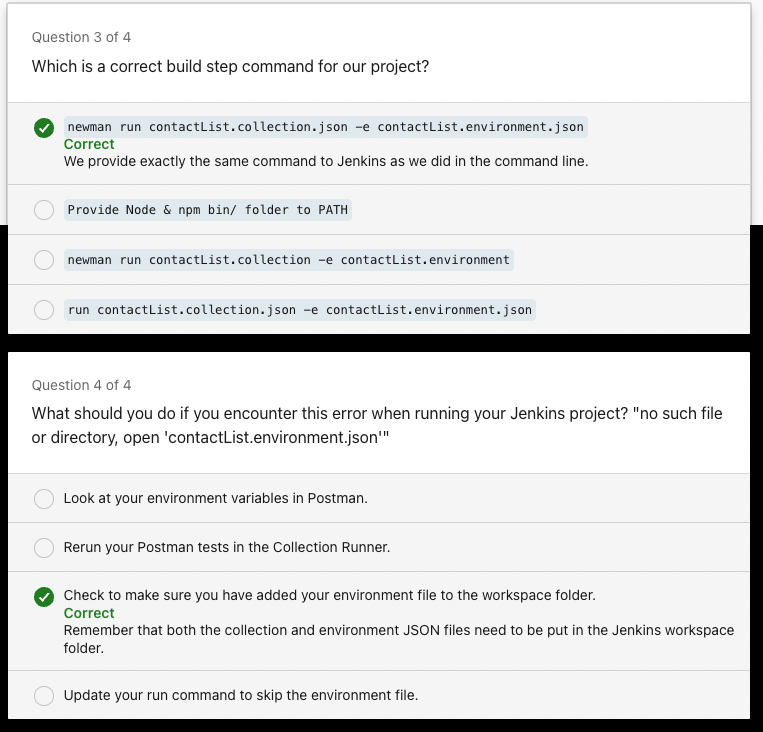 Question 3 of 4
Which is a correct build step command for our project?
newman run contactList.collection.json -e contactList.environment.json
Correct
We provide exactly the same command to Jenkins as we did in the command line.
Provide Node & npm bin/ folder to PATH
newman run contactList.collection -e contactList.environment
run contactList.collection.json -e contactList.environment.json
Question 4 of 4
What should you do if you encounter this error when running your Jenkins project? "no such file
or directory, open 'contactList.environment.json'"
Look at your environment variables in Postman.
Rerun your Postman tests in the Collection Runner.
Check to make sure you have added your environment file to the workspace folder.
Correct
Remember that both the collection and environment JSON files need to be put in the Jenkins workspace
folder.
Update your run command to skip the environment file.